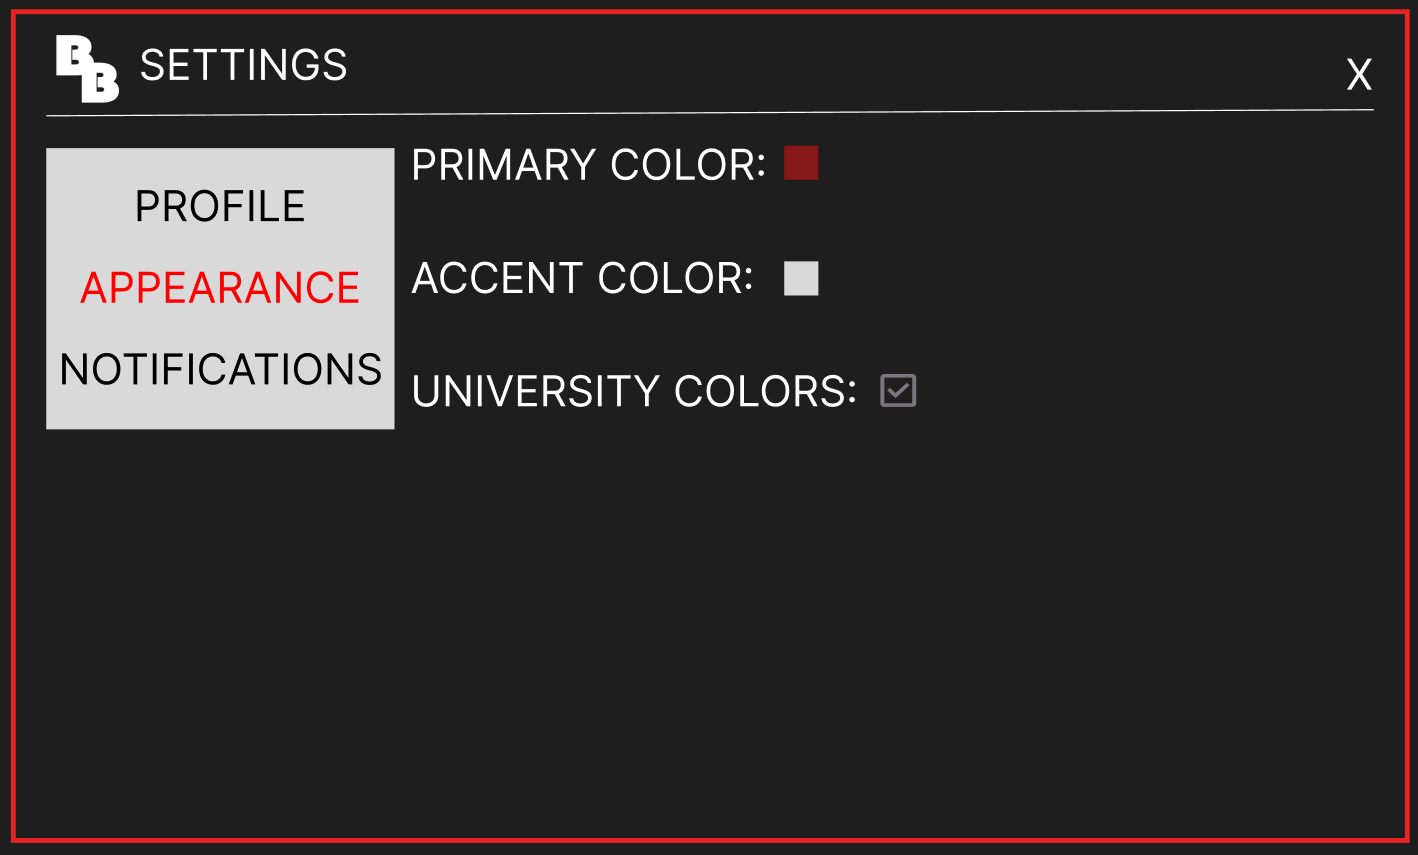 BB
SETTINGS
X
PROFILE
APPEARANCE
NOTIFICATIONS
PRIMARY COLOR:
ACCENT COLOR:
UNIVERSITY COLORS: